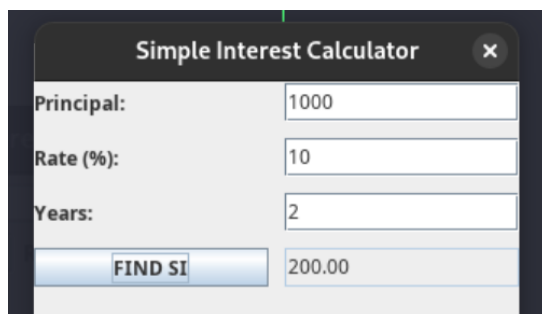 Simple Interest Calculator
Principal: 1000
Rate (%): 10
Years: 2
FIND SI 200.00